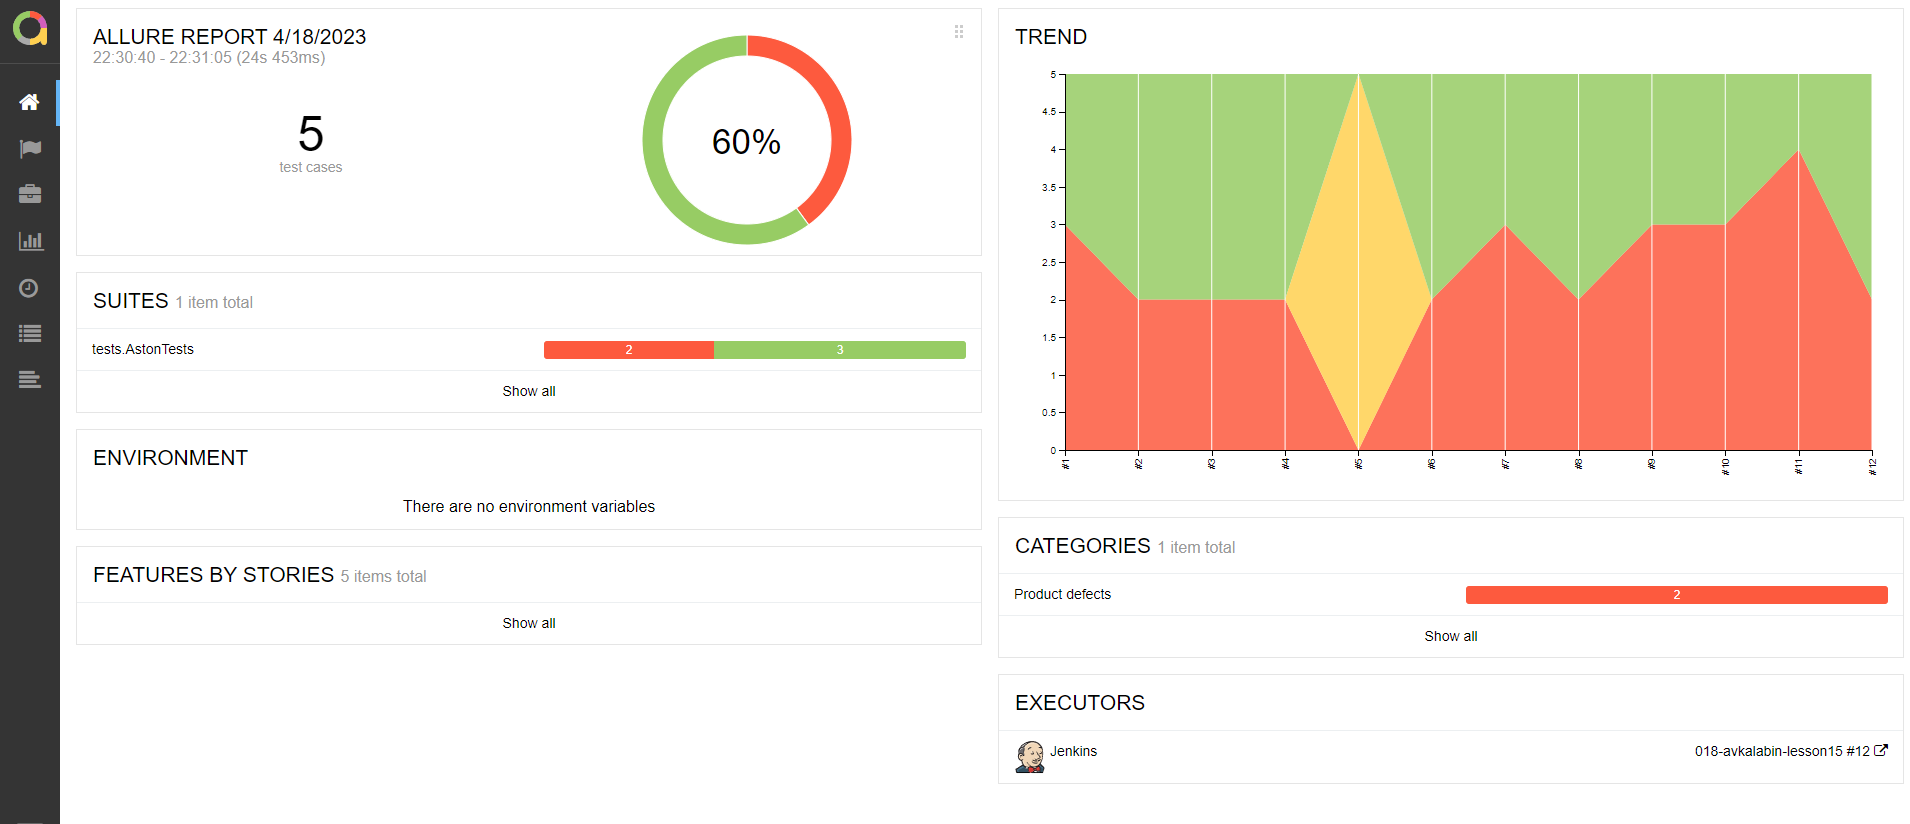 ALLURE REPORT 4/18/2023
22:30:40 - 22:31:05 (24s 453ms)
5
test cases
60%
SUITES 1 item total
tests.AstonTests 2 3
Show all
ENVIRONMENT
There are no environment variables
FEATURES BY STORIES 5 items total
Show all
TREND
5
4.5
4
3.5
3
2.5
2
1.5
1
0.5
0
#1 #2 #3 #4 #5 #6 #7 #8 #9 #10 #11 #12
CATEGORIES 1 item total
Product defects 2
Show all
EXECUTORS
Jenkins 018-avkalabin-lesson15 #12